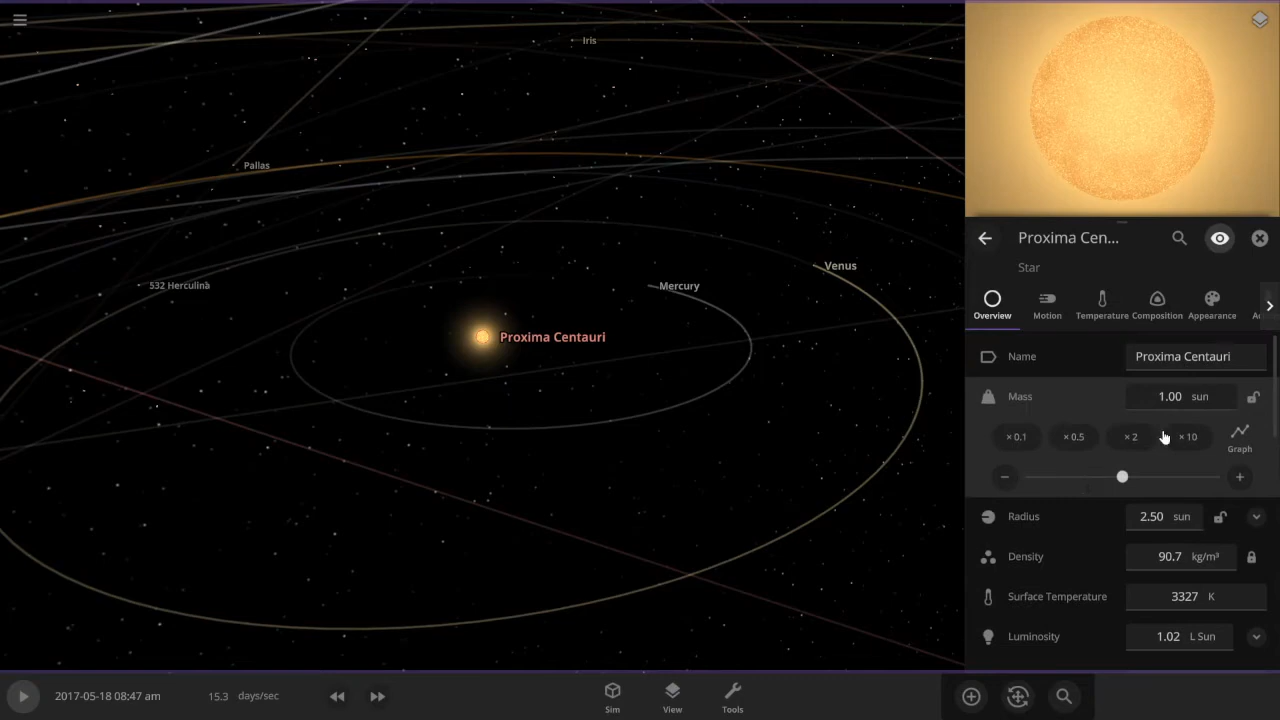 Iris
Pallas
532 Herculina
Mercury
Venus
Proxima Centauri
Proxima Cen...
Star
Overview
Motion
Temperature
Composition
Appearance
Name
Proxima Centauri
Mass
1.00 sun
× 0.1
× 0.5
× 2
× 10
Graph
Radius
2.50 sun
Density
90.7 kg/m³
Surface Temperature
3327 K
Luminosity
1.02 L Sun
2017-05-18 08:47 am
15.3 days/sec
Sim
View
Tools